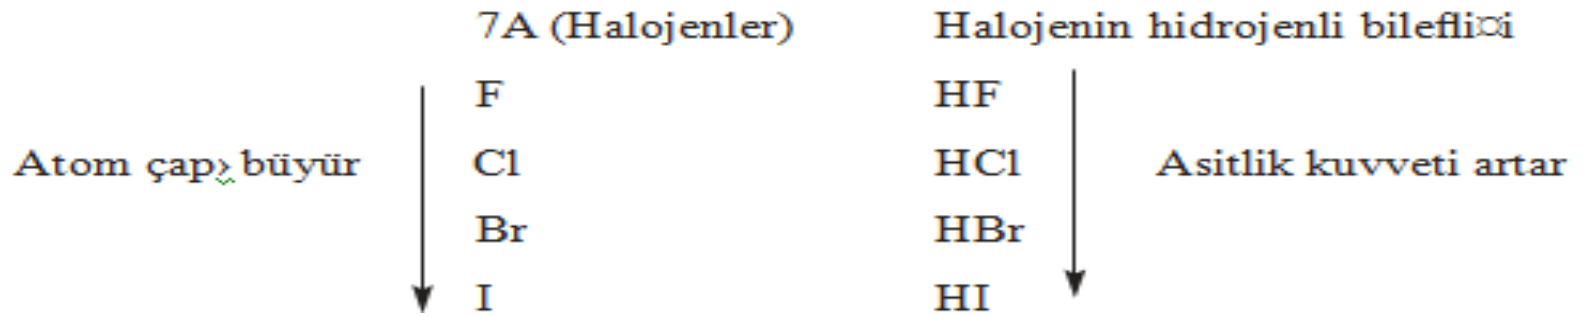 7A (Halojenler) Halojenin hidrojenli bilefli¤i
F HF
Atom çap› büyür Cl HCl Asitlik kuvveti artar
Br HBr
I HI